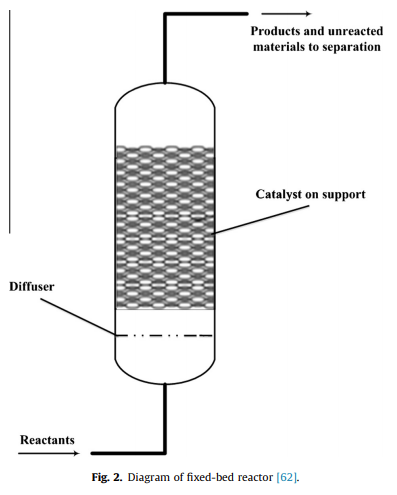 Products and unreacted
materials to separation
Catalyst on support
Diffuser
Reactants
Fig. 2. Diagram of fixed-bed reactor [62].